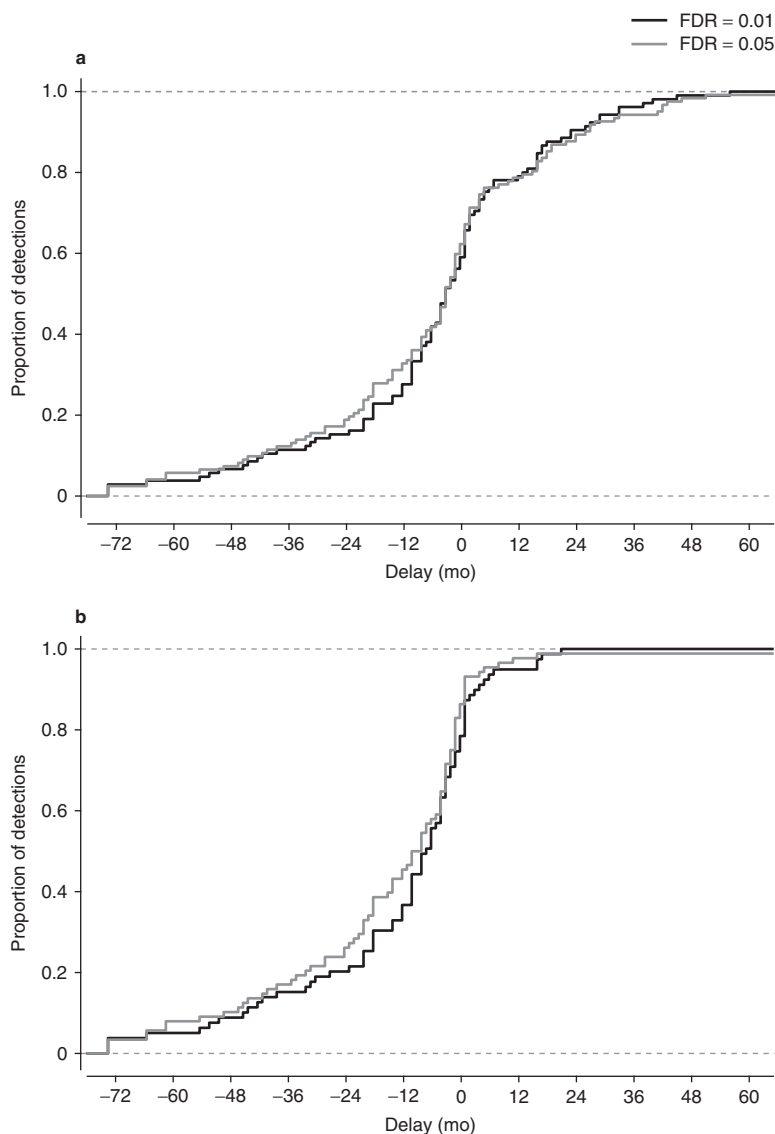 FDR = 0.01
FDR = 0.05
a
1.0
0.8
0.6
0.4
0.2
0
Proportion of detections
−72 −60 −48 −36 −24 −12 0 12 24 36 48 60
Delay (mo)
b
1.0
0.8
0.6
0.4
0.2
0
Proportion of detections
−72 −60 −48 −36 −24 −12 0 12 24 36 48 60
Delay (mo)